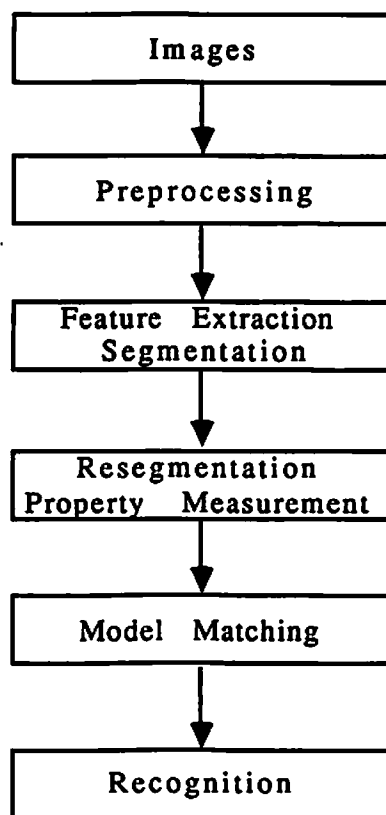 Images
Preprocessing
Feature Extraction
Segmentation
Resegmentation
Property Measurement
Model Matching
Recognition